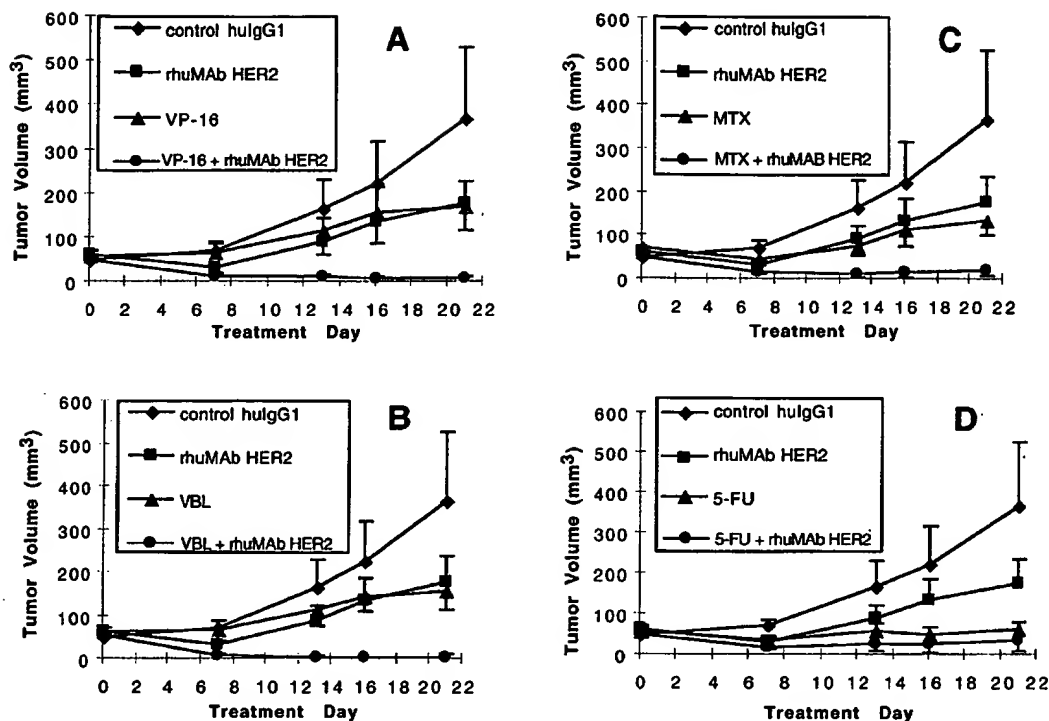 A
600
500
400
300
200
100
0
Tumor Volume (mm3)
control huIgG1
rhuMAb HER2
VP-16
VP-16 + rhuMAb HER2
0 2 4 6 8 10 12 14 16 18 20 22
Treatment Day
C
600
500
400
300
200
100
0
Tumor Volume (mm3)
control huIgG1
rhuMAb HER2
MTX
MTX + rhuMAB HER2
0 2 4 6 8 10 12 14 16 18 20 22
Treatment Day
B
600
500
400
300
200
100
0
Tumor Volume (mm3)
control huIgG1
rhuMAb HER2
VBL
VBL + rhuMAb HER2
0 2 4 6 8 10 12 14 16 18 20 22
Treatment Day
D
600
500
400
300
200
100
0
Tumor Volume (mm3)
control huIgG1
rhuMAb HER2
5-FU
5-FU + rhuMAb HER2
0 2 4 6 8 10 12 14 16 18 20 22
Treatment Day